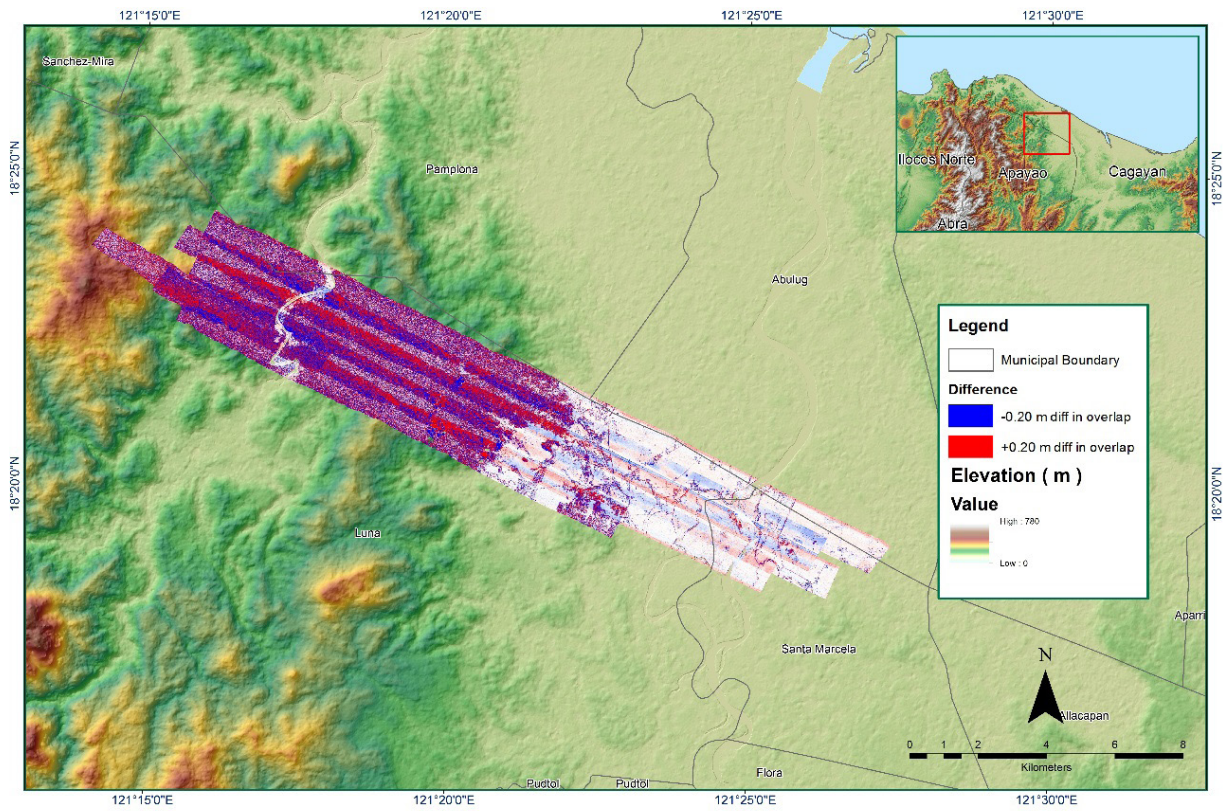 121°15'0"E
121°20'0"E
121°25'0"E
121°30'0"E
Sanchez-Mira
Pamplona
Abulug
Ilocos Norte
Apayao
Cagayan
Abra
18°25'0"N
18°25'0"N
Legend
Municipal Boundary
Difference
-0.20 m diff in overlap
+0.20 m diff in overlap
Elevation ( m )
Value
High : 780
Low : 0
18°20'0"N
18°20'0"N
Luna
Aparri
Santa Marcela
N
Allacapan
0 1 2 4 6 8
Kilometers
Flora
Pudtol
Pudtol
121°15'0"E
121°20'0"E
121°25'0"E
121°30'0"E